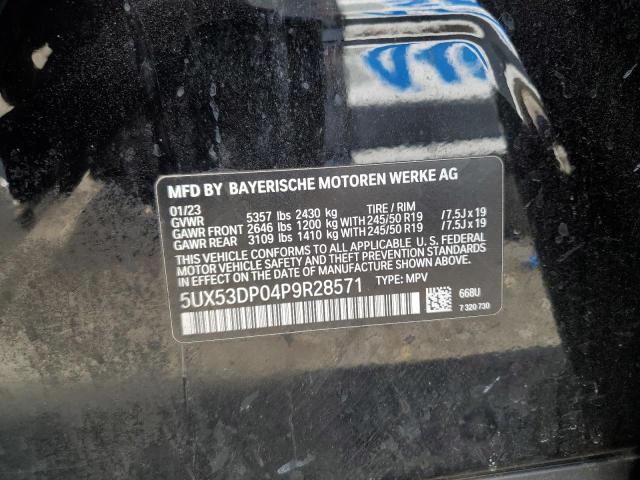 MFD BY BAYERISCHE MOTOREN WERKE AG
01/23 5357 lbs 2430 kg TIRE / RIM
GVWR
GAWR FRONT 2646 lbs 1200 kg WITH 245/50 R19 / 7.5J x 19
GAWR REAR 3109 lbs 1410 kg WITH 245/50 R19 / 7.5J x 19
THIS VEHICLE CONFORMS TO ALL APPLICABLE U. S. FEDERAL
MOTOR VEHICLE SAFETY AND THEFT PREVENTION STANDARDS
IN EFFECT ON THE DATE OF MANUFACTURE SHOWN ABOVE.
5UX53DP04P9R28571 TYPE: MPV
668U
7 320 730